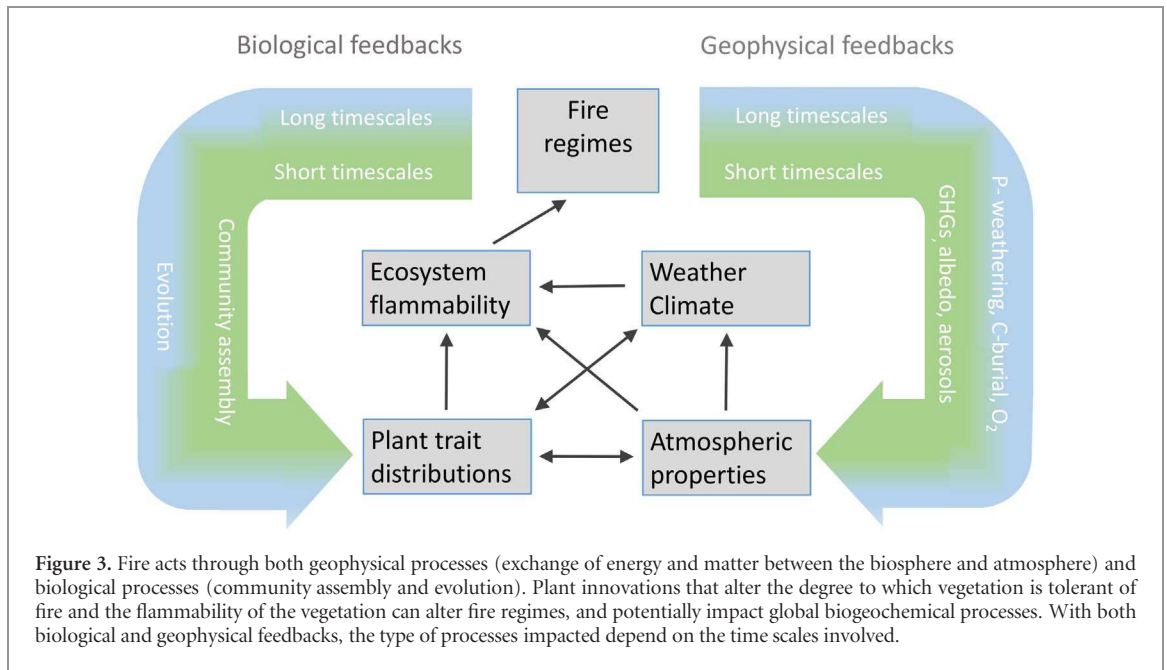 Biological feedbacks
Geophysical feedbacks
Long timescales
Short timescales
Community assembly
Evolution
Fire
regimes
Long timescales
Short timescales
GHGs, albedo, aerosols
P- weathering, C-burial, O₂
Ecosystem
flammability
Weather
Climate
Plant trait
distributions
Atmospheric
properties
Figure 3. Fire acts through both geophysical processes (exchange of energy and matter between the biosphere and atmosphere) and
biological processes (community assembly and evolution). Plant innovations that alter the degree to which vegetation is tolerant of
fire and the flammability of the vegetation can alter fire regimes, and potentially impact global biogeochemical processes. With both
biological and geophysical feedbacks, the type of processes impacted depend on the time scales involved.